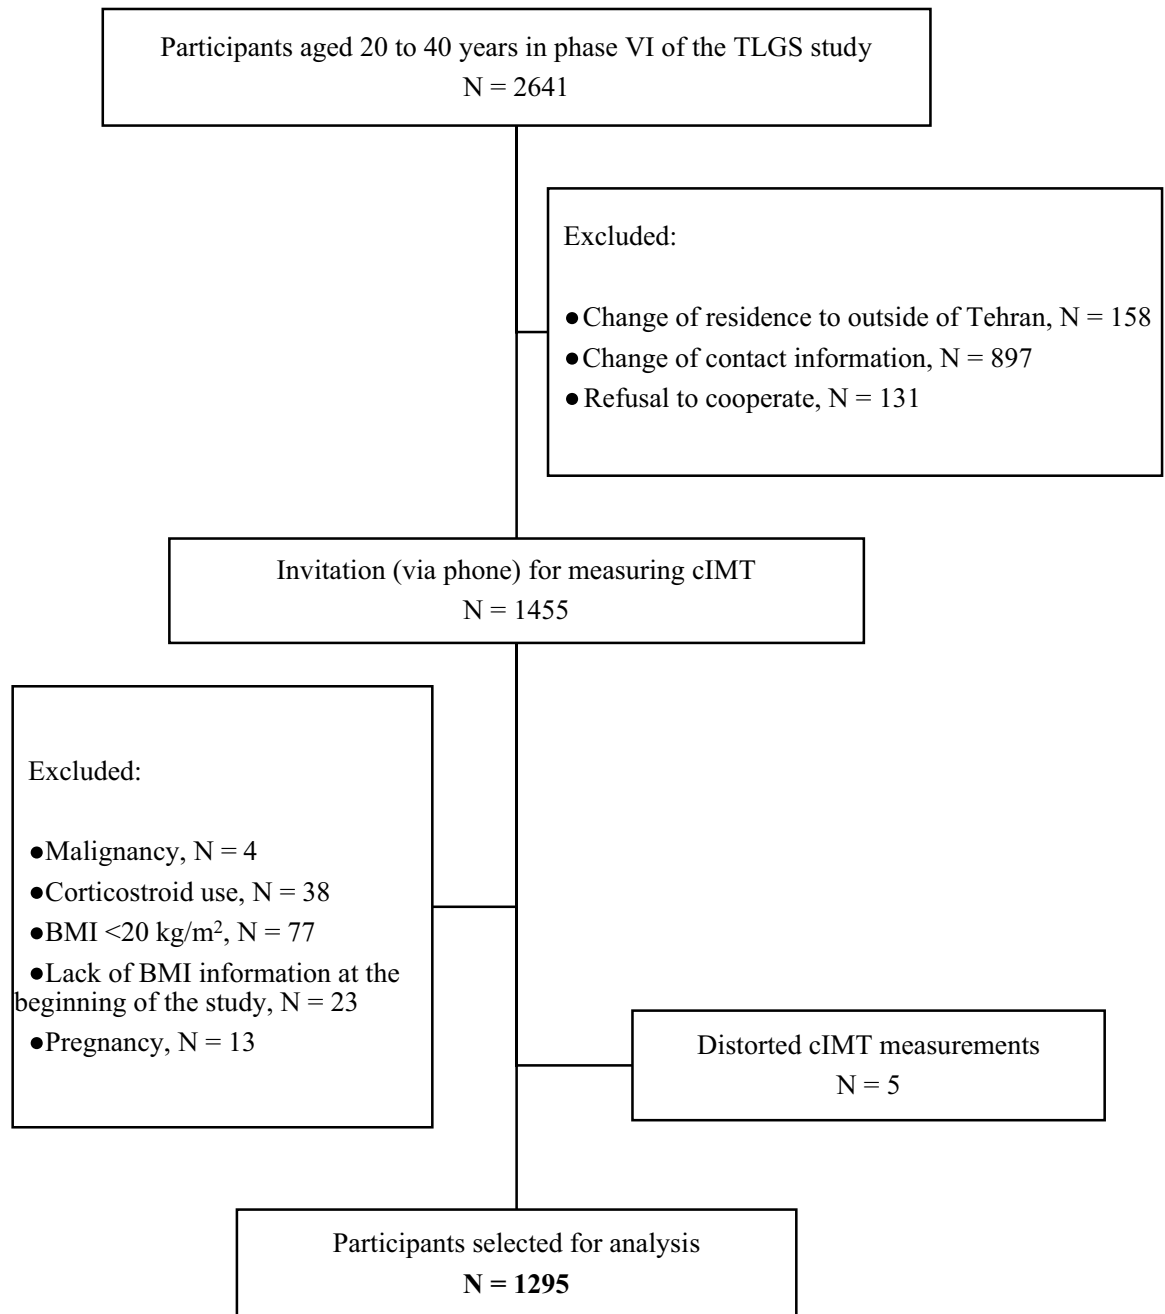 Participants aged 20 to 40 years in phase VI of the TLGS study
N = 2641
Excluded:
●Change of residence to outside of Tehran, N = 158
●Change of contact information, N = 897
●Refusal to cooperate, N = 131
Invitation (via phone) for measuring cIMT
N = 1455
Excluded:
●Malignancy, N = 4
●Corticostroid use, N = 38
●BMI <20 kg/m², N = 77
●Lack of BMI information at the
beginning of the study, N = 23
●Pregnancy, N = 13
Distorted cIMT measurements
N = 5
Participants selected for analysis
N = 1295